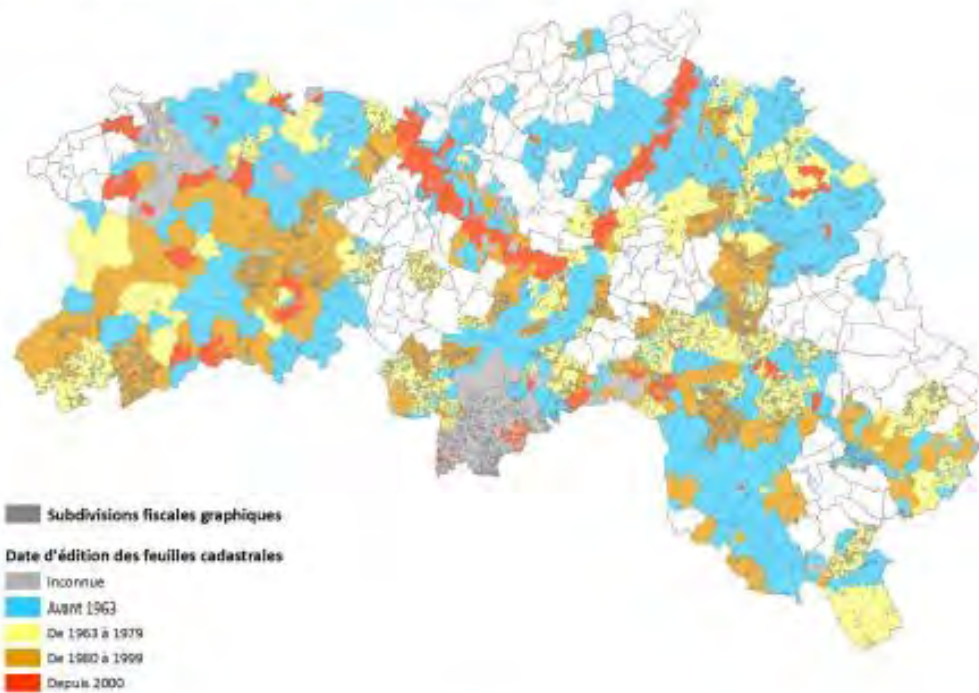 Subdivisions fiscales graphiques
Date d'édition des feuilles cadastrales
Inconnue
Avant 1963
De 1963 à 1979
De 1980 à 1999
Depuis 2000